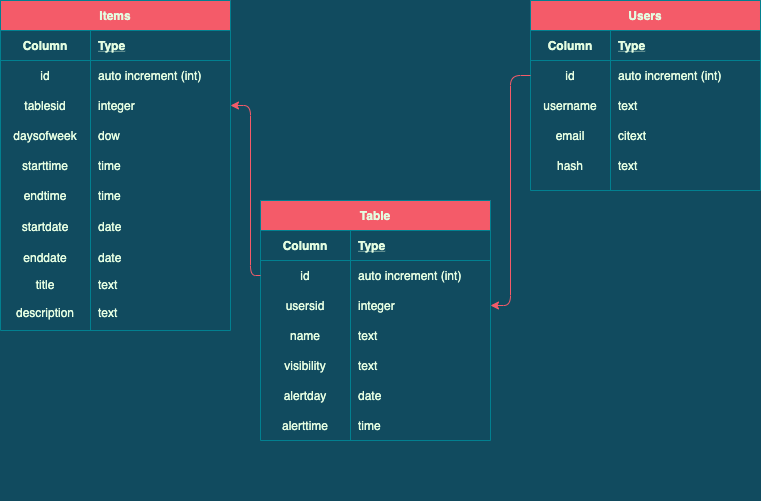 Items
Column Type
id auto increment (int)
tablesid integer
daysofweek dow
starttime time
endtime time
startdate date
enddate date
title text
description text
Users
Column Type
id auto increment (int)
username text
email citext
hash text
Table
Column Type
id auto increment (int)
usersid integer
name text
visibility text
alertday date
alerttime time